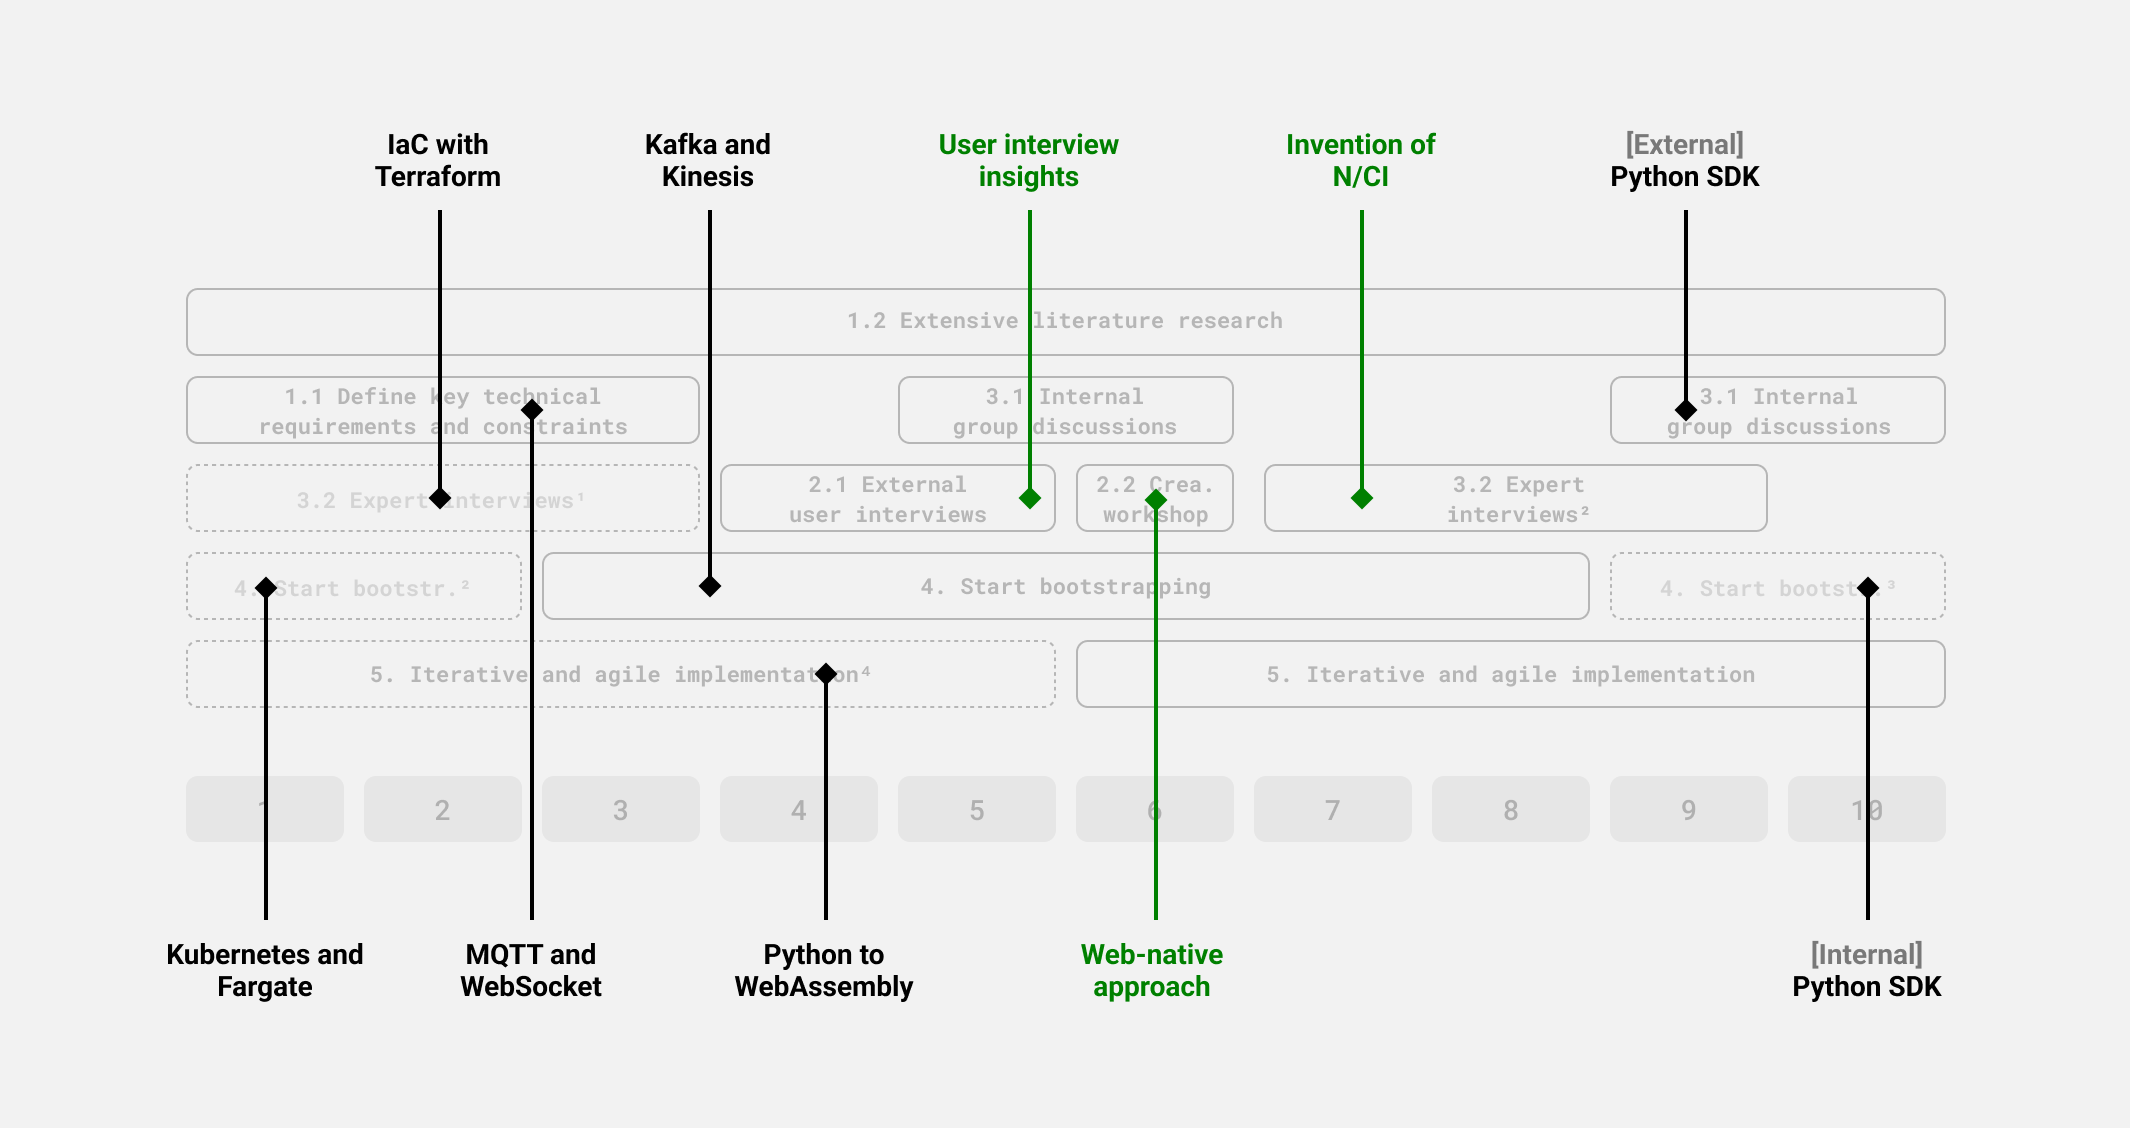 IaC with
Terraform
Kafka and
Kinesis
User interview
insights
Invention of
N/CI
[External]
Python SDK
1.2 Extensive literature research
1.1 Define key technical
requirements and constraints
3.1 Internal
group discussions
3.1 Internal
group discussions
3.2 Expert interviews¹
2.1 External
user interviews
2.2 Crea.
workshop
3.2 Expert
interviews²
4. Start bootstr.²
4. Start bootstrapping
4. Start bootstr.³
5. Iterative and agile implementation⁴
5. Iterative and agile implementation
1
2
3
4
5
6
7
8
9
10
Kubernetes and
Fargate
MQTT and
WebSocket
Python to
WebAssembly
Web-native
approach
[Internal]
Python SDK